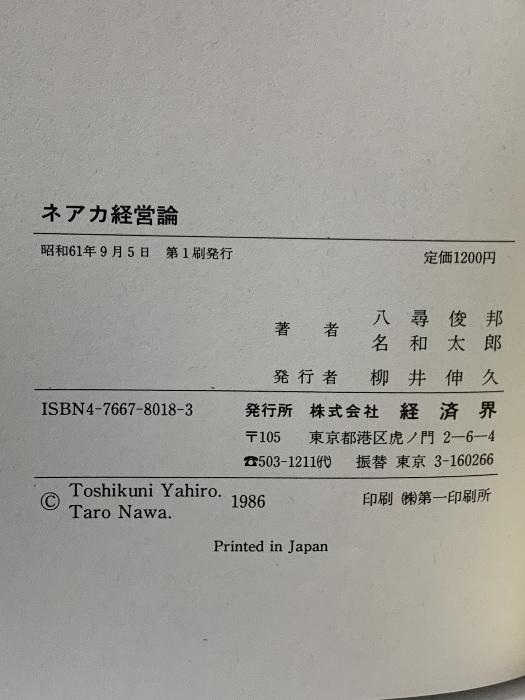 ネアカ経営論
昭和61年9月5日 第1刷発行 定価1200円
著者 八尋俊邦
名和太郎
発行者 柳井伸久
ISBN4-7667-8018-3 発行所 株式会社 経済界
〒105 東京都港区虎ノ門 2-6-4
☎503-1211㈹ 振替 東京 3-160266
© Toshikuni Yahiro. 1986 印刷 ㈱第一印刷所
Taro Nawa.
Printed in Japan